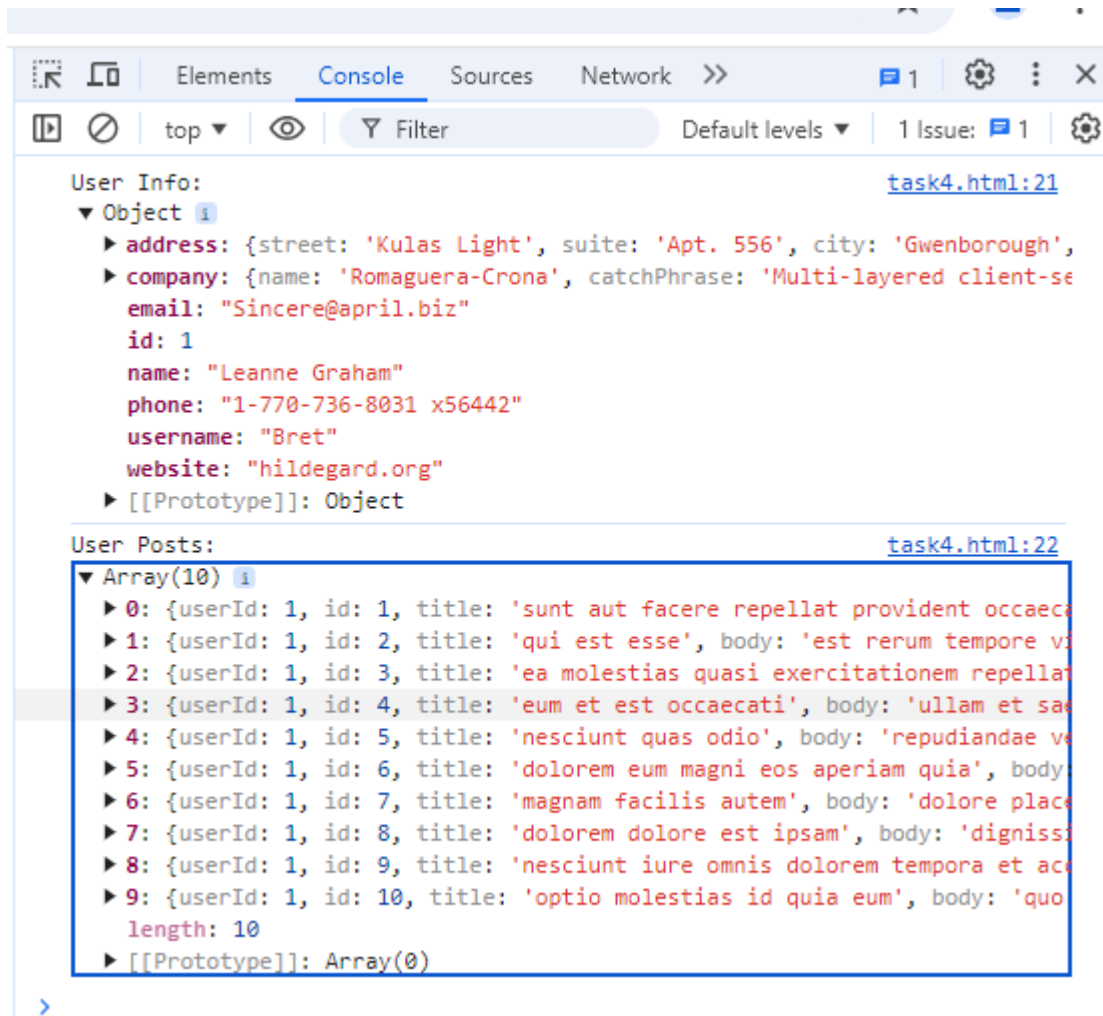 Elements Console Sources Network >> 1
top ▼ Filter Default levels ▼ 1 Issue: 1
User Info: task4.html:21
▼ Object i
▶ address: {street: 'Kulas Light', suite: 'Apt. 556', city: 'Gwenborough',
▶ company: {name: 'Romaguera-Crona', catchPhrase: 'Multi-layered client-se
email: "Sincere@april.biz"
id: 1
name: "Leanne Graham"
phone: "1-770-736-8031 x56442"
username: "Bret"
website: "hildegard.org"
▶ [[Prototype]]: Object
User Posts: task4.html:22
▼ Array(10) i
▶ 0: {userId: 1, id: 1, title: 'sunt aut facere repellat provident occaeca
▶ 1: {userId: 1, id: 2, title: 'qui est esse', body: 'est rerum tempore vi
▶ 2: {userId: 1, id: 3, title: 'ea molestias quasi exercitationem repellat
▶ 3: {userId: 1, id: 4, title: 'eum et est occaecati', body: 'ullam et sae
▶ 4: {userId: 1, id: 5, title: 'nesciunt quas odio', body: 'repudiandae ve
▶ 5: {userId: 1, id: 6, title: 'dolorem eum magni eos aperiam quia', body:
▶ 6: {userId: 1, id: 7, title: 'magnam facilis autem', body: 'dolore place
▶ 7: {userId: 1, id: 8, title: 'dolorem dolore est ipsam', body: 'dignissi
▶ 8: {userId: 1, id: 9, title: 'nesciunt iure omnis dolorem tempora et acc
▶ 9: {userId: 1, id: 10, title: 'optio molestias id quia eum', body: 'quo
length: 10
▶ [[Prototype]]: Array(0)
>